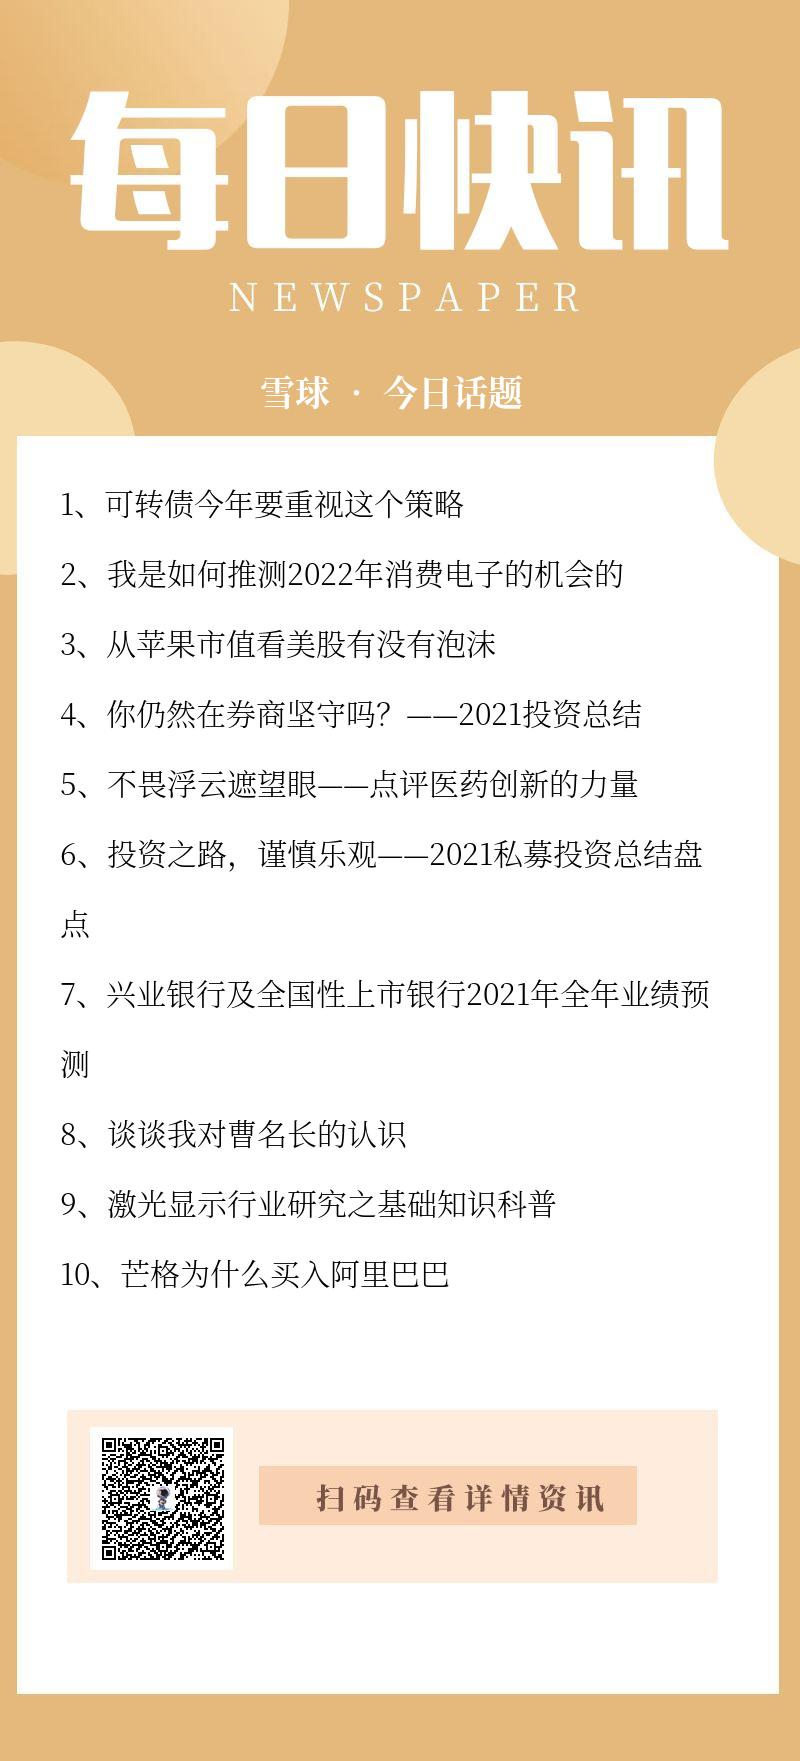 每日快讯
NEWSPAPER
雪球 · 今日话题
1、可转债今年要重视这个策略
2、我是如何推测2022年消费电子的机会的
3、从苹果市值看美股有没有泡沫
4、你仍然在券商坚守吗？——2021投资总结
5、不畏浮云遮望眼——点评医药创新的力量
6、投资之路，谨慎乐观——2021私募投资总结盘
点
7、兴业银行及全国性上市银行2021年全年业绩预
测
8、谈谈我对曹名长的认识
9、激光显示行业研究之基础知识科普
10、芒格为什么买入阿里巴巴
扫码查看详情资讯